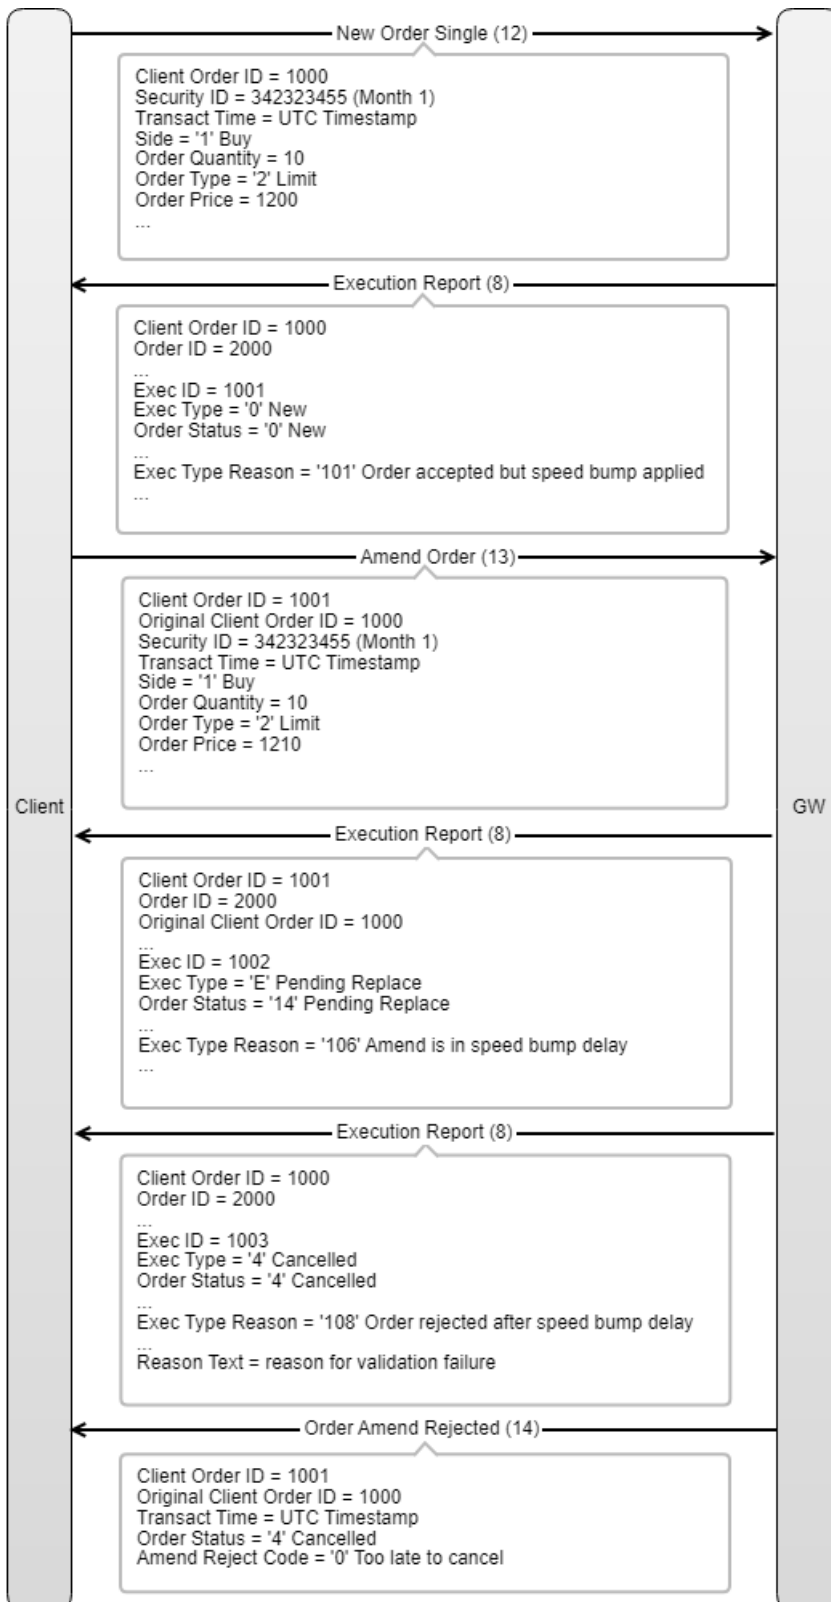 New Order Single (12)
Client Order ID = 1000
Security ID = 342323455 (Month 1)
Transact Time = UTC Timestamp
Side = '1' Buy
Order Quantity = 10
Order Type = '2' Limit
Order Price = 1200
...
Execution Report (8)
Client Order ID = 1000
Order ID = 2000
...
Exec ID = 1001
Exec Type = '0' New
Order Status = '0' New
...
Exec Type Reason = '101' Order accepted but speed bump applied
...
Amend Order (13)
Client Order ID = 1001
Original Client Order ID = 1000
Security ID = 342323455 (Month 1)
Transact Time = UTC Timestamp
Side = '1' Buy
Order Quantity = 10
Order Type = '2' Limit
Order Price = 1210
...
Client
GW
Execution Report (8)
Client Order ID = 1001
Order ID = 2000
Original Client Order ID = 1000
...
Exec ID = 1002
Exec Type = 'E' Pending Replace
Order Status = '14' Pending Replace
...
Exec Type Reason = '106' Amend is in speed bump delay
...
Execution Report (8)
Client Order ID = 1000
Order ID = 2000
...
Exec ID = 1003
Exec Type = '4' Cancelled
Order Status = '4' Cancelled
...
Exec Type Reason = '108' Order rejected after speed bump delay
...
Reason Text = reason for validation failure
Order Amend Rejected (14)
Client Order ID = 1001
Original Client Order ID = 1000
Transact Time = UTC Timestamp
Order Status = '4' Cancelled
Amend Reject Code = '0' Too late to cancel